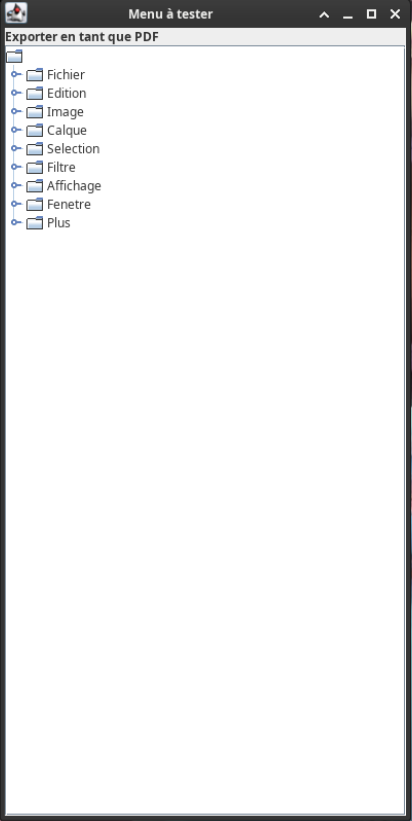 Menu à tester
Exporter en tant que PDF
Fichier
Edition
Image
Calque
Selection
Filtre
Affichage
Fenetre
Plus